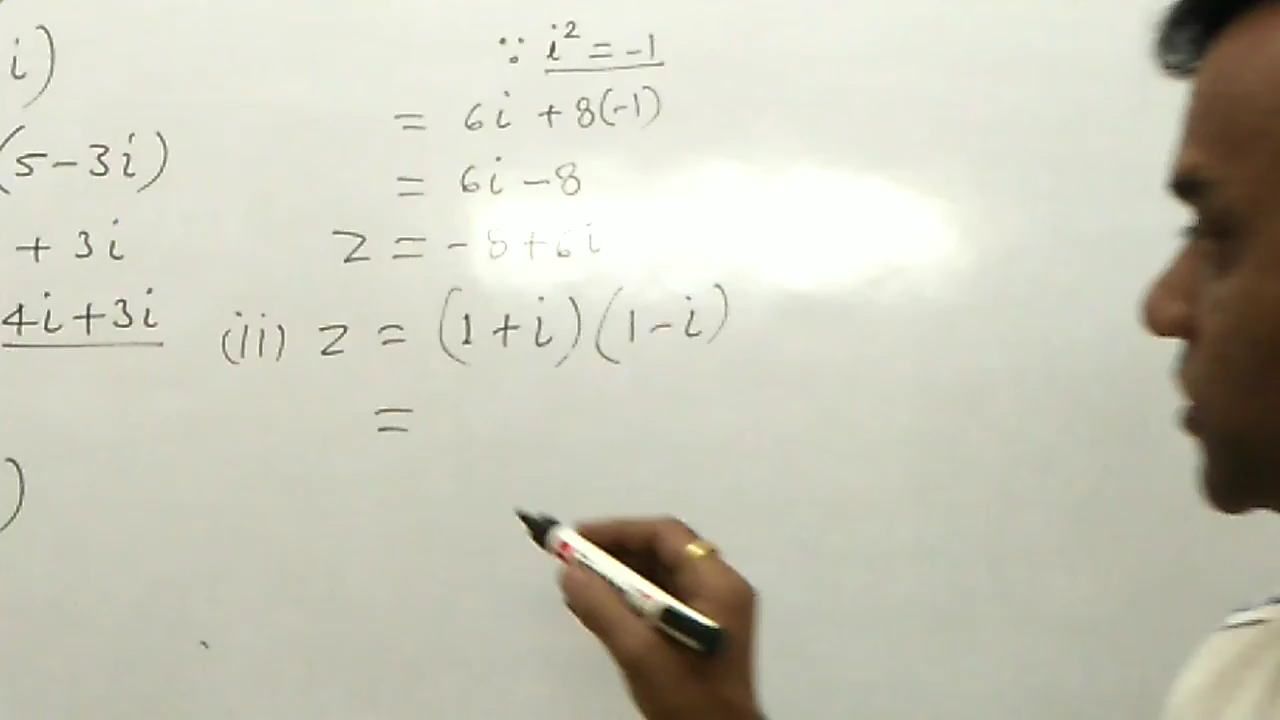 i)
(5-3i)
+ 3i
4i+3i
)
∵ i² = -1
= 6i + 8(-1)
= 6i - 8
z = - 8 + 6i
(ii) z = (1+i)(1-i)
=